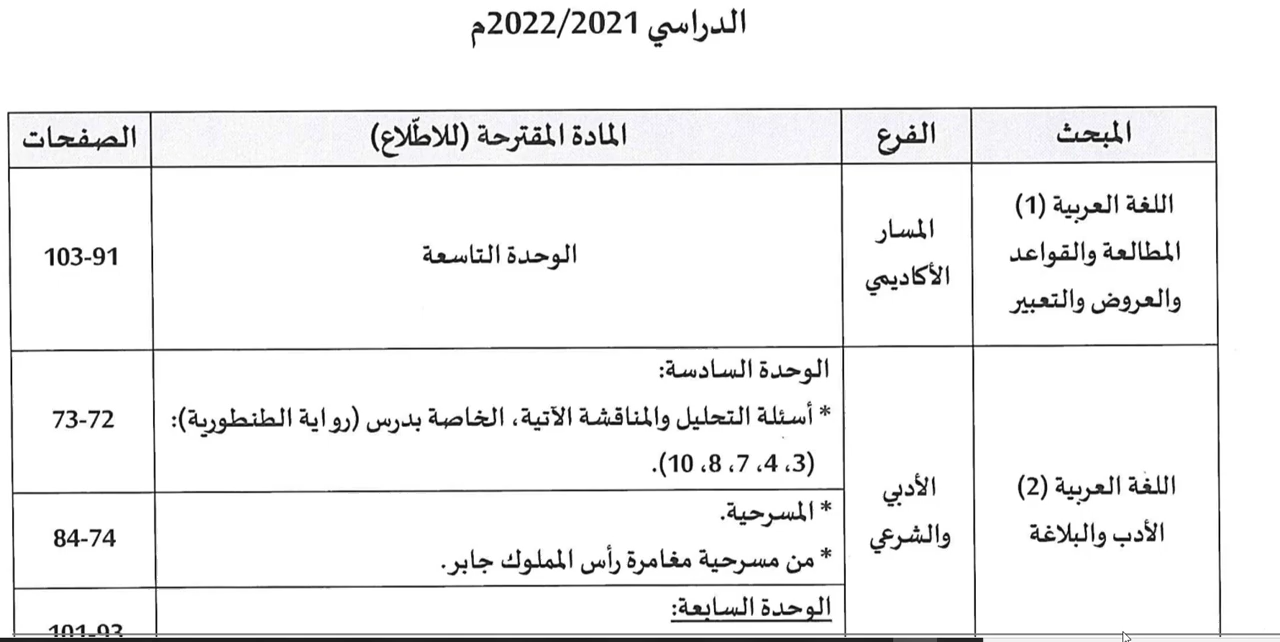 الدراسي 2022/2021م
المبحث
الفرع
المادة المقترحة (للاطّلاع)
الصفحات
اللغة العربية (1)
المطالعة والقواعد
والعروض والتعبير
المسار
الأكاديمي
الوحدة التاسعة
103-91
اللغة العربية (2)
الأدب والبلاغة
الأدبي
والشرعي
الوحدة السادسة:
* أسئلة التحليل والمناقشة الآتية، الخاصة بدرس (رواية الطنطورية):
(3، 4، 7، 8، 10).
73-72
* المسرحية.
* من مسرحية مغامرة رأس المملوك جابر.
84-74
الوحدة السابعة:
101-93